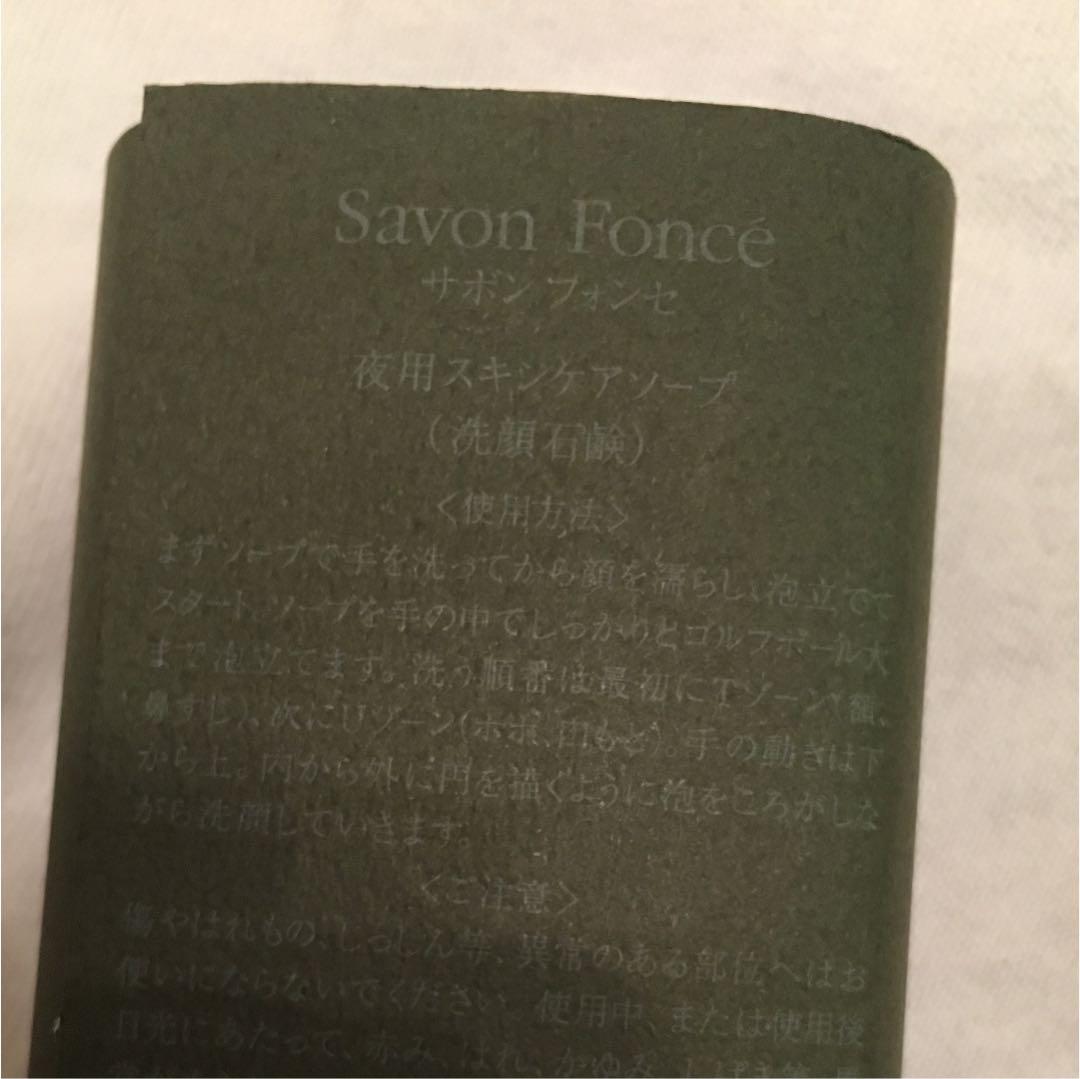 Savon Foncé
サボン フォンセ
夜用スキンケアソープ
(洗顔石鹸)
<使用方法>
まずソープで手を洗ってから顔を濡らし、泡立てて
スタート。ソープを手の中でしっかりとゴルフボール大
まで泡立てます。洗う順番は最初にTゾーン(額、
鼻すじ)、次にUゾーン(ホホ、口もと)。手の動きは下
から上。内から外に円を描くように泡をころがしな
がら洗顔していきます。
<ご注意>
傷やはれもの、しっしん等、異常のある部位へはお
使いにならないでください。使用中、または使用後
日光にあたって、赤み、はれ、かゆみ、しげき等